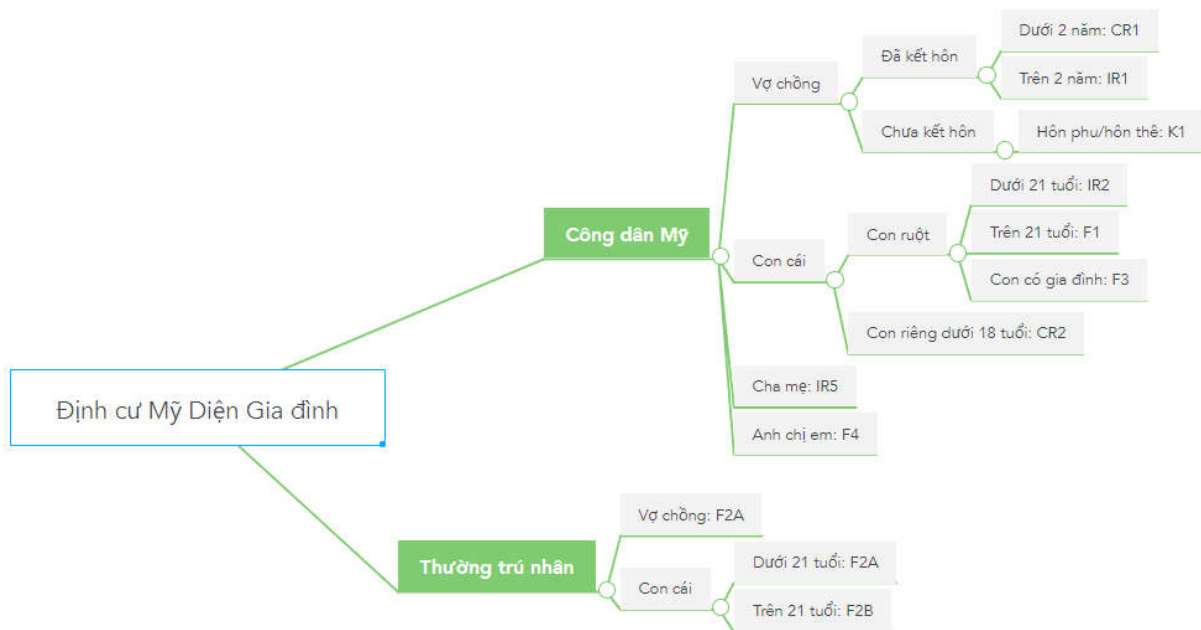 Định cư Mỹ Diện Gia đình
Công dân Mỹ
Vợ chồng
Đã kết hôn
Dưới 2 năm: CR1
Trên 2 năm: IR1
Chưa kết hôn
Hôn phu/hôn thê: K1
Con cái
Con ruột
Dưới 21 tuổi: IR2
Trên 21 tuổi: F1
Con có gia đình: F3
Con riêng dưới 18 tuổi: CR2
Cha mẹ: IR5
Anh chị em: F4
Thường trú nhân
Vợ chồng: F2A
Con cái
Dưới 21 tuổi: F2A
Trên 21 tuổi: F2B